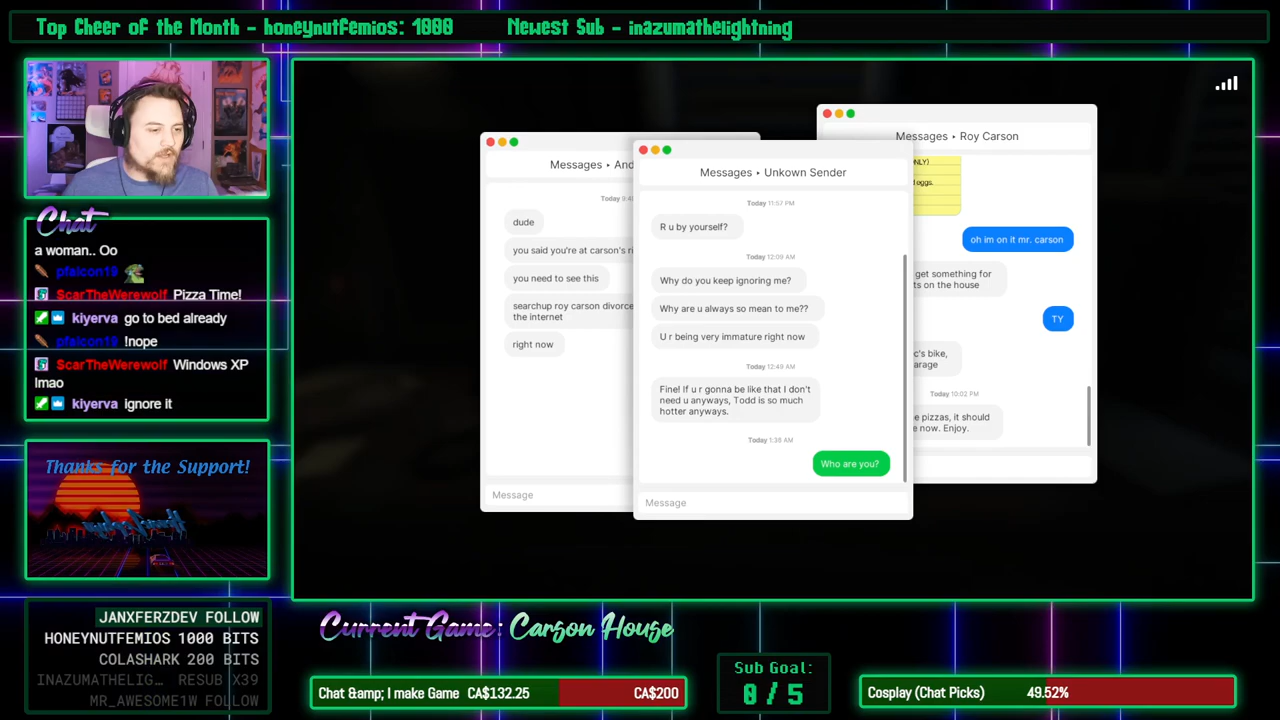 Top Cheer of the Month - honeynutfemios: 1000
Newest Sub - inazumathelightning
Chat
a woman.. Oo
pfalcon19
ScarTheWerewolf Pizza Time!
kiyerva go to bed already
pfalcon19 !nope
ScarTheWerewolf Windows XP
lmao
kiyerva ignore it
Thanks for the Support!
JANXFERZDEV FOLLOW
HONEYNUTFEMIOS 1000 BITS
COLASHARK 200 BITS
INAZUMATHELIG… RESUB X39
MR_AWESOME1W FOLLOW
Messages ‣ And
Today 9:4
dude
you said you're at carson's ri
you need to see this
searchup roy carson divorce
the internet
right now
Message
Messages ‣ Unkown Sender
Today 11:57 PM
R u by yourself?
Today 12:09 AM
Why do you keep ignoring me?
Why are u always so mean to me??
U r being very immature right now
Today 12:49 AM
Fine! If u r gonna be like that I don't
need u anyways, Todd is so much
hotter anyways.
Today 1:36 AM
Who are you?
Message
Messages ‣ Roy Carson
NLY)
d eggs.
oh im on it mr. carson
get something for
ts on the house
TY
c's bike,
arage
Today 10:02 PM
e pizzas, it should
e now. Enjoy.
Current Game: Carson House
Chat &amp; I make Game CA$132.25 CA$200
Sub Goal:
0 / 5
Cosplay (Chat Picks) 49.52%